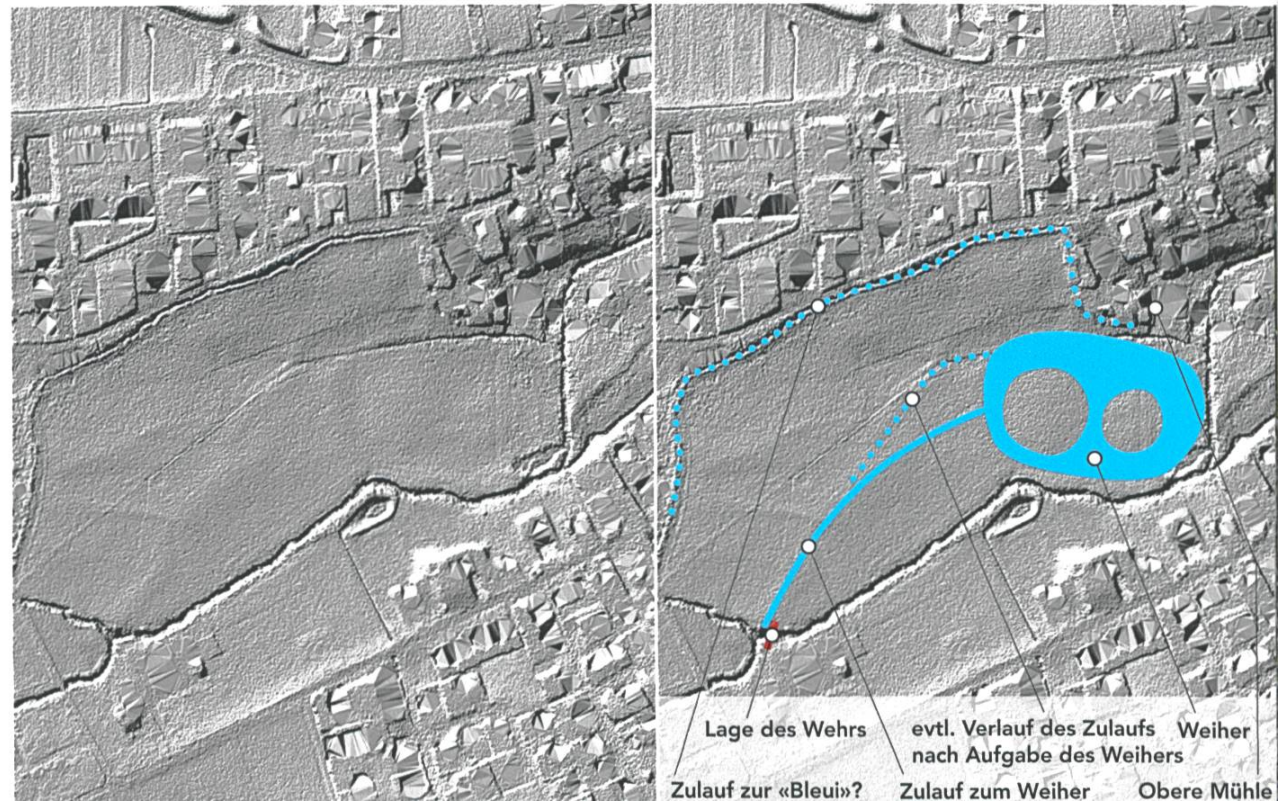 Lage des Wehrs
evtl. Verlauf des Zulaufs
nach Aufgabe des Weihers
Weiher
Zulauf zur «Bleui»?
Zulauf zum Weiher
Obere Mühle